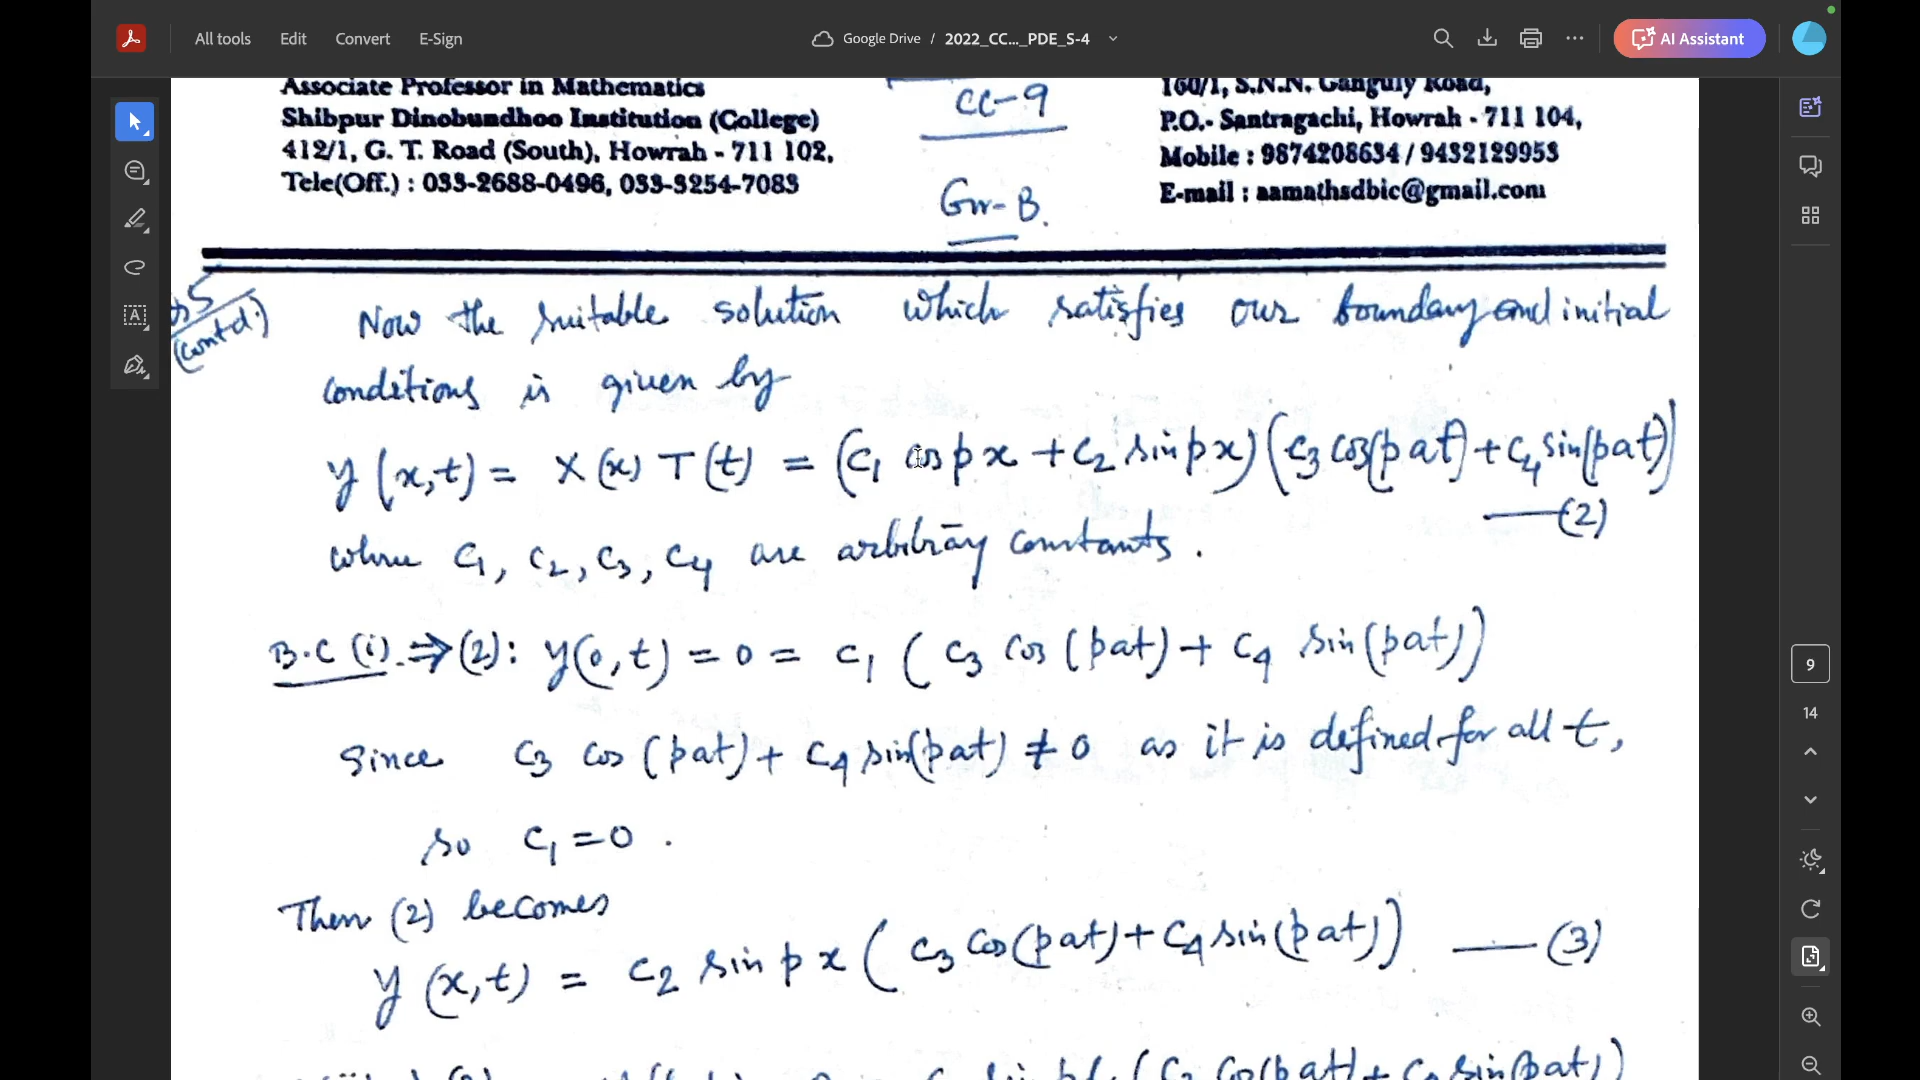 All tools Edit Convert E-Sign Google Drive / 2022_CC..._PDE_S-4 AI Assistant
Associate Professor in Mathematics
Shibpur Dinobundhoo Institution (College)
412/1, G. T. Road (South), Howrah - 711 102,
Tele(Off.) : 033-2688-0496, 033-3254-7083
CC-9
Gr-B.
160/1, S.N.N. Ganguly Road,
P.O.- Santragachi, Howrah - 711 104,
Mobile : 9874208634 / 9432129953
E-mail : aamathsdbic@gmail.com
(contd.)
Now the suitable solution which satisfies our boundary and initial
conditions is given by
y(x,t) = X(x) T(t) = (c₁ cos px + c₂ sin px)(c₃ cos(pat) + c₄ sin(pat))
—(2)
where c₁, c₂, c₃, c₄ are arbitrary constants.
B.C (i) ⇒ (2): y(0,t) = 0 = c₁ ( c₃ cos (pat) + c₄ sin(pat))
Since c₃ cos (pat) + c₄ sin(pat) ≠ 0 as it is defined for all t,
so c₁ = 0 .
Then (2) becomes
y(x,t) = c₂ sin px ( c₃ cos(pat) + c₄ sin(pat)) —(3)
9
14